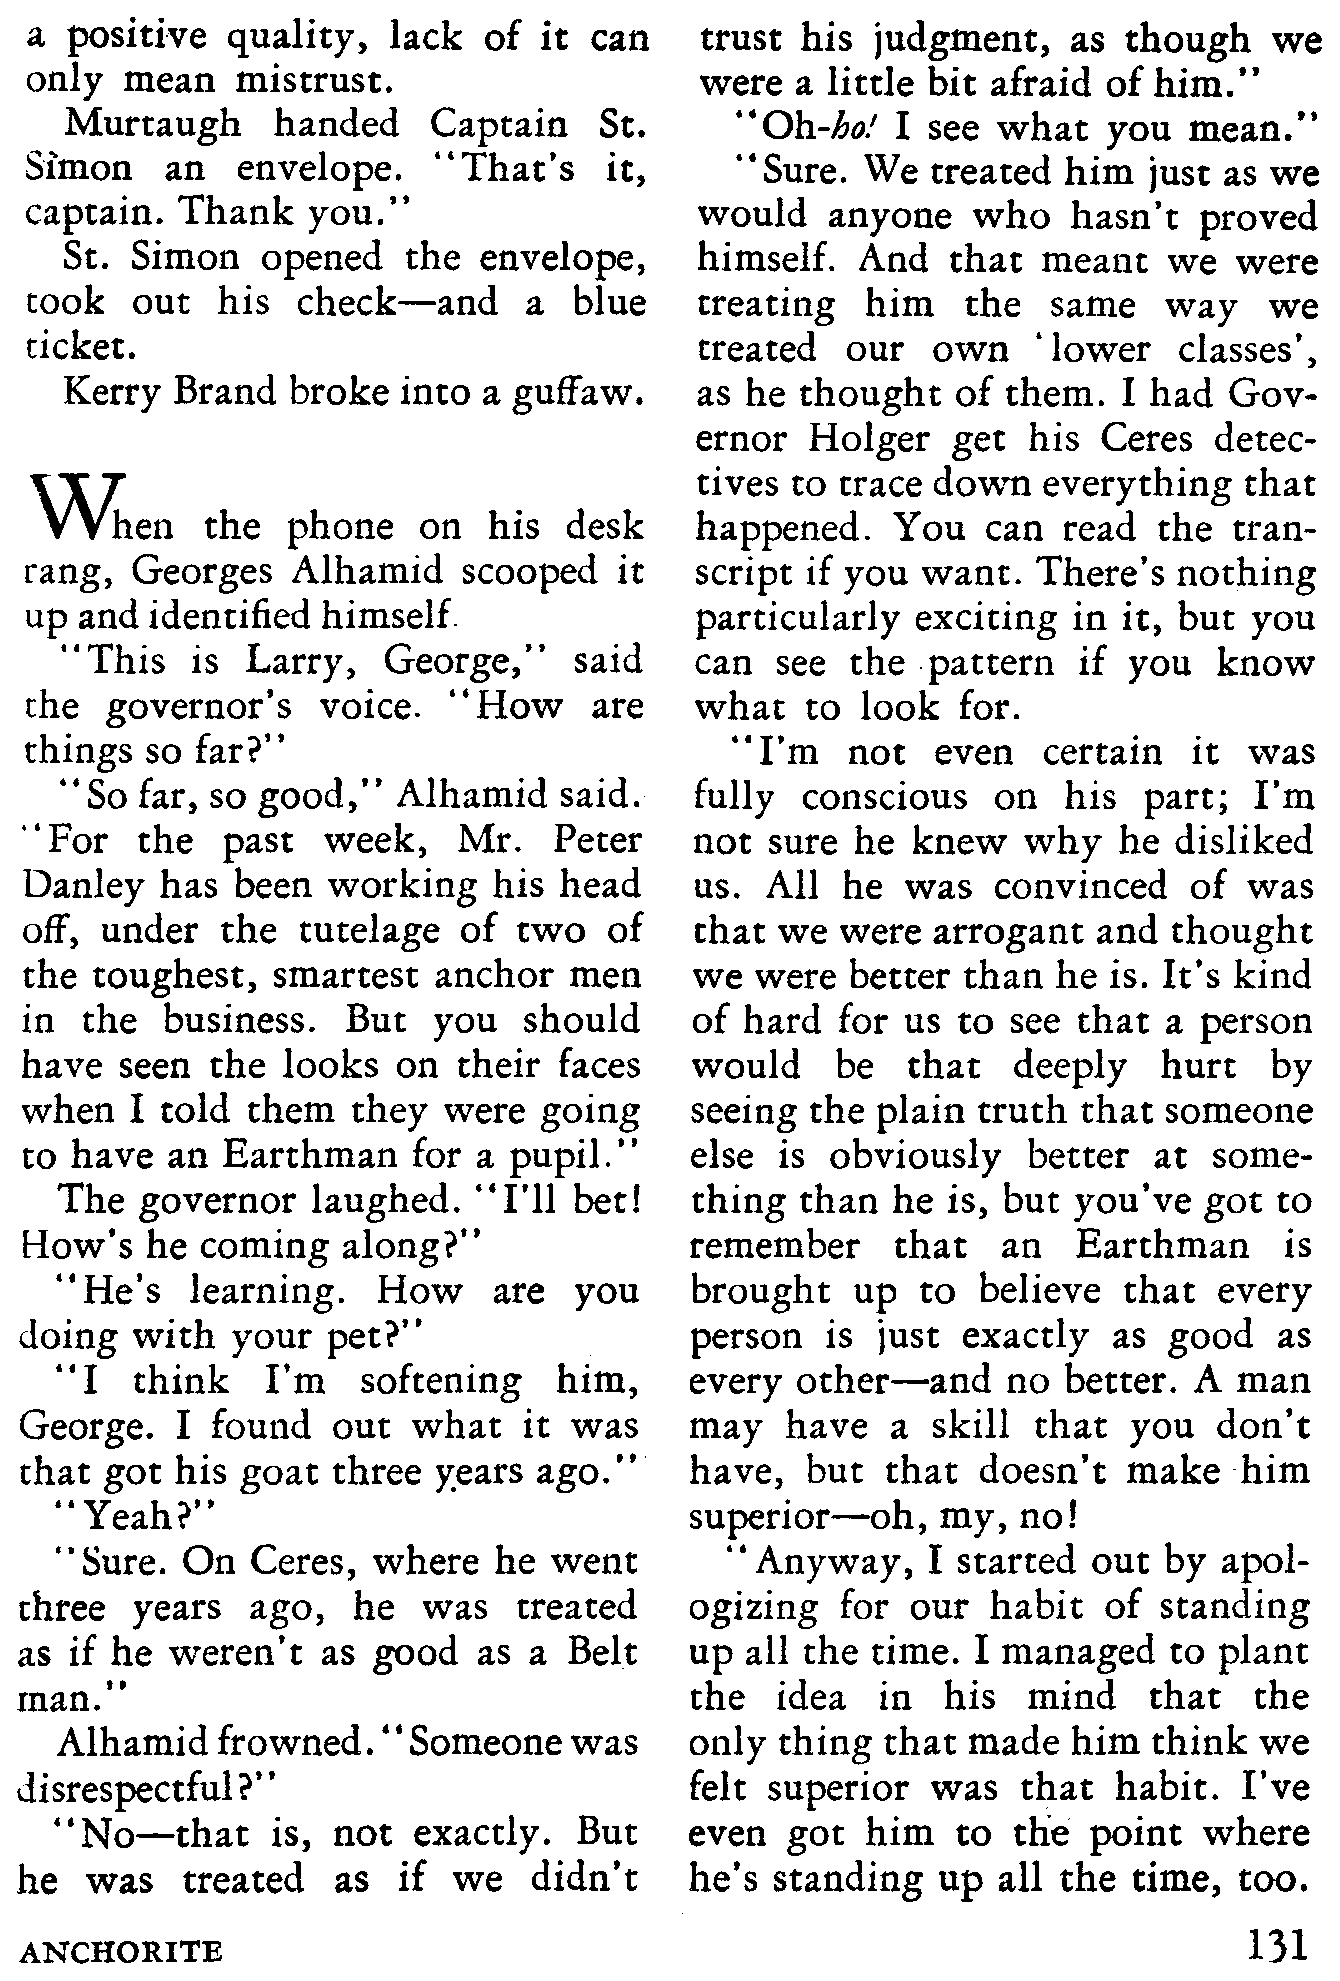 a positive quality, lack of it can
only mean mistrust.
Murtaugh handed Captain St.
Simon an envelope. "That's it,
captain. Thank you."
St. Simon opened the envelope,
took out his check—and a blue
ticket.
Kerry Brand broke into a guffaw.
When the phone on his desk
rang, Georges Alhamid scooped it
up and identified himself.
"This is Larry, George," said
the governor's voice. "How are
things so far?"
"So far, so good," Alhamid said.
"For the past week, Mr. Peter
Danley has been working his head
off, under the tutelage of two of
the toughest, smartest anchor men
in the business. But you should
have seen the looks on their faces
when I told them they were going
to have an Earthman for a pupil."
The governor laughed. "I'll bet!
How's he coming along?"
"He's learning. How are you
doing with your pet?"
"I think I'm softening him,
George. I found out what it was
that got his goat three years ago."
"Yeah?"
"Sure. On Ceres, where he went
three years ago, he was treated
as if he weren't as good as a Belt
man."
Alhamid frowned. "Someone was
disrespectful?"
"No—that is, not exactly. But
he was treated as if we didn't
trust his judgment, as though we
were a little bit afraid of him."
"Oh-ho! I see what you mean."
"Sure. We treated him just as we
would anyone who hasn't proved
himself. And that meant we were
treating him the same way we
treated our own 'lower classes',
as he thought of them. I had Gov-
ernor Holger get his Ceres detec-
tives to trace down everything that
happened. You can read the tran-
script if you want. There's nothing
particularly exciting in it, but you
can see the pattern if you know
what to look for.
"I'm not even certain it was
fully conscious on his part; I'm
not sure he knew why he disliked
us. All he was convinced of was
that we were arrogant and thought
we were better than he is. It's kind
of hard for us to see that a person
would be that deeply hurt by
seeing the plain truth that someone
else is obviously better at some-
thing than he is, but you've got to
remember that an Earthman is
brought up to believe that every
person is just exactly as good as
every other—and no better. A man
may have a skill that you don't
have, but that doesn't make him
superior—oh, my, no!
"Anyway, I started out by apol-
ogizing for our habit of standing
up all the time. I managed to plant
the idea in his mind that the
only thing that made him think we
felt superior was that habit. I've
even got him to the point where
he's standing up all the time, too.
ANCHORITE
131